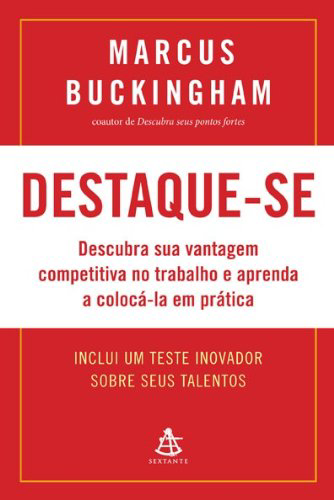 MARCUS
BUCKINGHAM
coautor de Descubra seus pontos fortes
DESTAQUE-SE
Descubra sua vantagem
competitiva no trabalho e aprenda
a colocá-la em prática
INCLUI UM TESTE INOVADOR
SOBRE SEUS TALENTOS
SEXTANTE